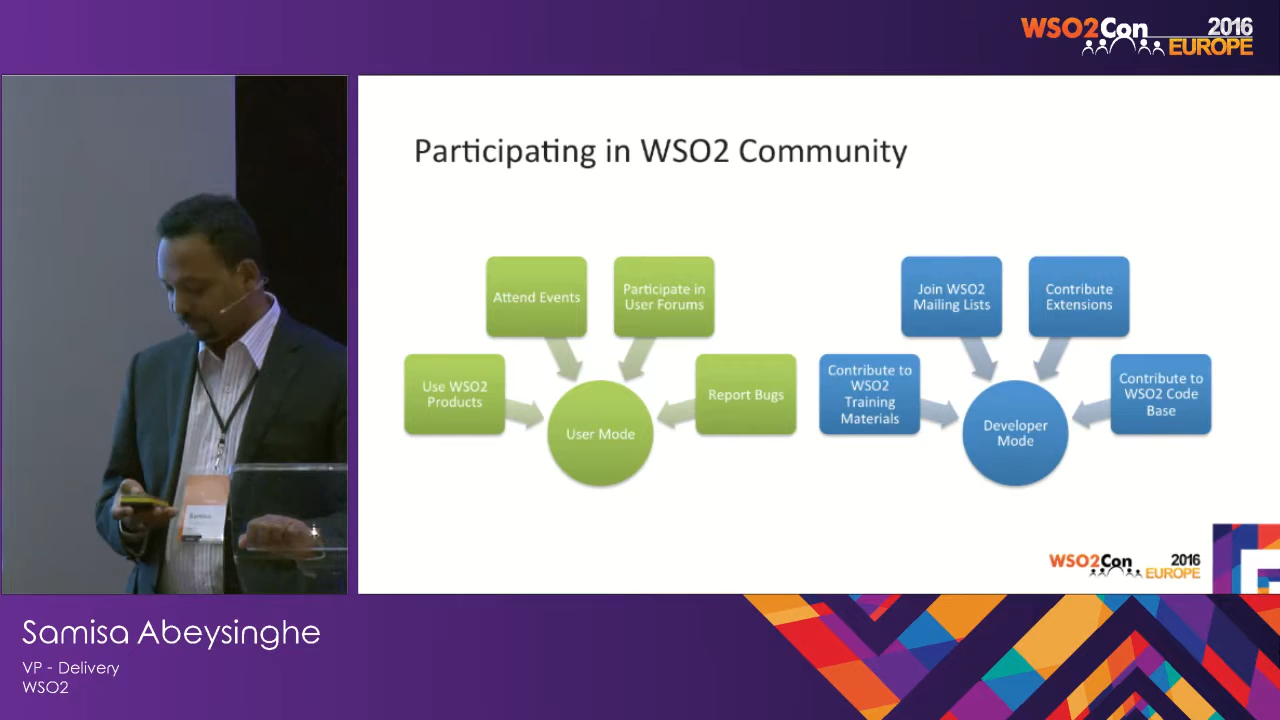 WSO2Con 2016
EUROPE
Participating in WSO2 Community
Attend Events
Participate in
User Forums
Use WSO2
Products
Report Bugs
User Mode
Join WSO2
Mailing Lists
Contribute
Extensions
Contribute to
WSO2
Training
Materials
Contribute to
WSO2 Code
Base
Developer
Mode
WSO2Con 2016
EUROPE
Samisa
Samisa Abeysinghe
VP - Delivery
WSO2